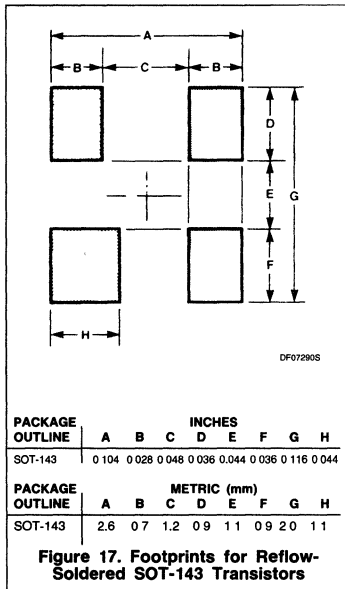 A
B C B
D
E
G
F
H
DF07290S
PACKAGE OUTLINE INCHES
A B C D E F G H
SOT-143 0 104 0 028 0 048 0 036 0.044 0 036 0 116 0 044
PACKAGE OUTLINE METRIC (mm)
A B C D E F G H
SOT-143 2.6 0 7 1.2 0 9 1 1 0 9 2 0 1 1
Figure 17. Footprints for Reflow-
Soldered SOT-143 Transistors